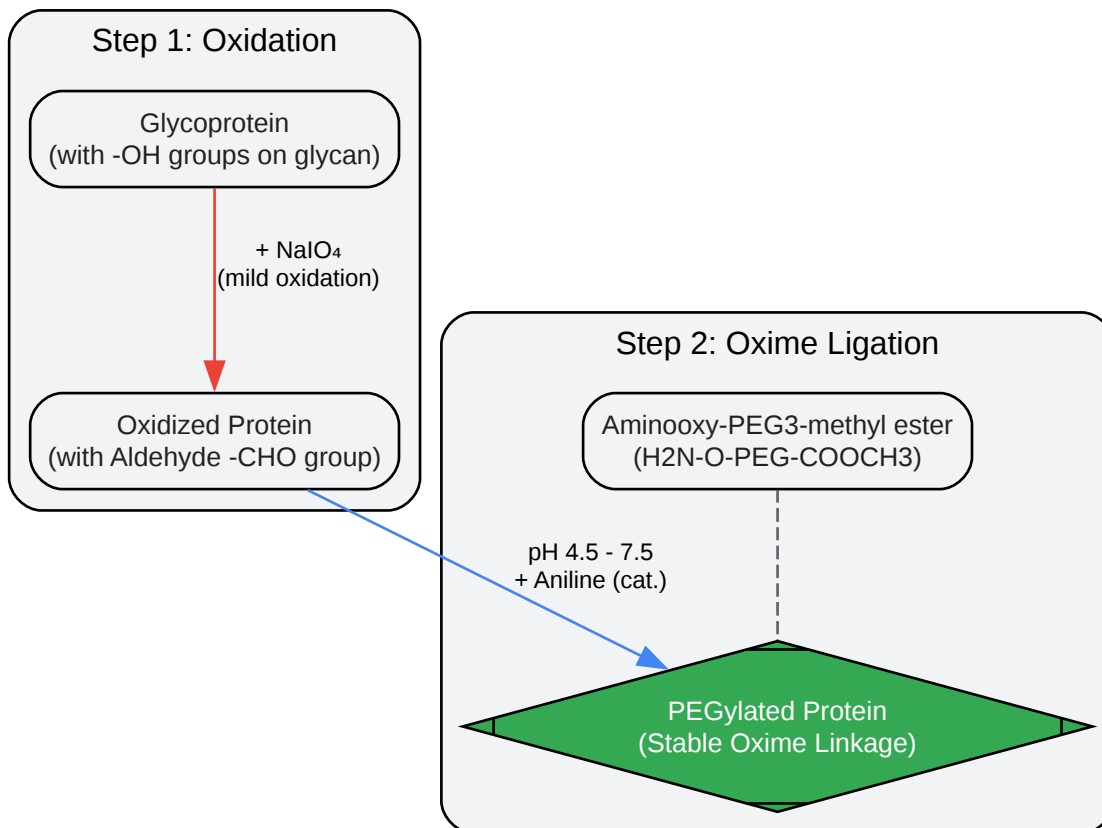 Step 1: Oxidation
Glycoprotein
(with -OH groups on glycan)
+ NaIO₄
(mild oxidation)
Oxidized Protein
(with Aldehyde -CHO group)
Step 2: Oxime Ligation
Aminooxy-PEG3-methyl ester
(H2N-O-PEG-COOCH3)
pH 4.5 - 7.5
+ Aniline (cat.)
PEGylated Protein
(Stable Oxime Linkage)